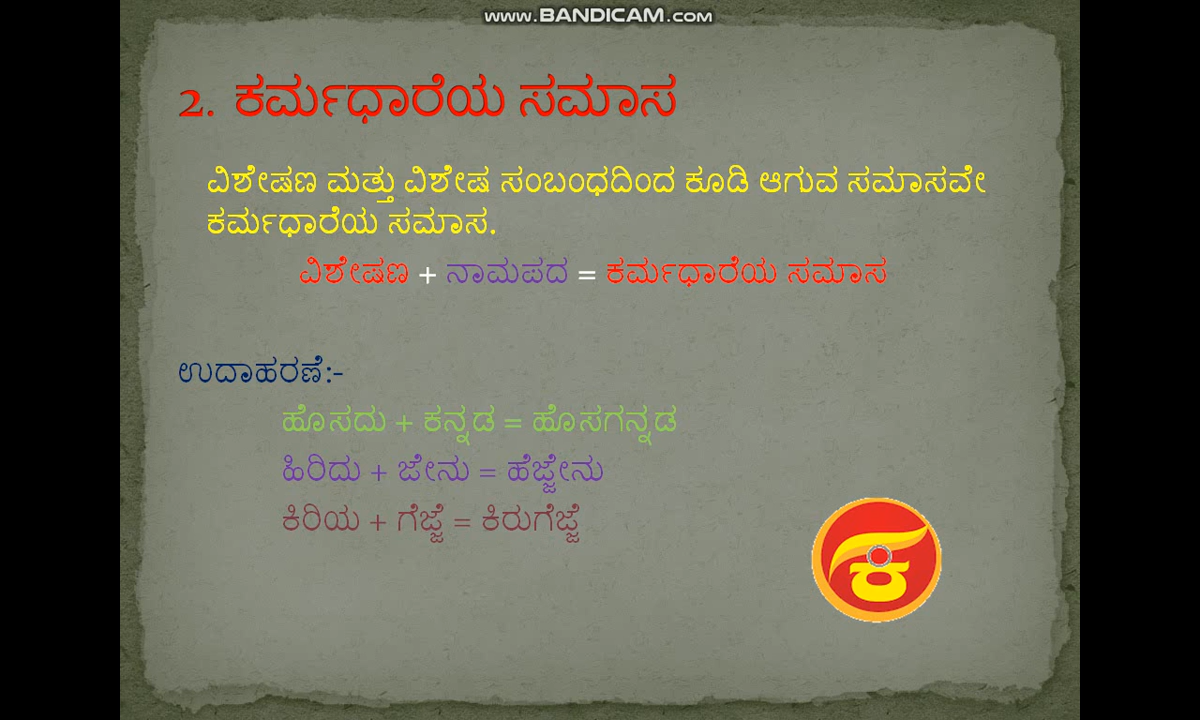 www.BANDICAM.com
2. ಕರ್ಮಧಾರೆಯ ಸಮಾಸ
ವಿಶೇಷಣ ಮತ್ತು ವಿಶೇಷ ಸಂಬಂಧದಿಂದ ಕೂಡಿ ಆಗುವ ಸಮಾಸವೇ
ಕರ್ಮಧಾರೆಯ ಸಮಾಸ.
ವಿಶೇಷಣ + ನಾಮಪದ = ಕರ್ಮಧಾರೆಯ ಸಮಾಸ
ಉದಾಹರಣೆ:-
ಹೊಸದು + ಕನ್ನಡ = ಹೊಸಗನ್ನಡ
ಹಿರಿದು + ಜೇನು = ಹೆಜ್ಜೇನು
ಕಿರಿಯ + ಗೆಜ್ಜೆ = ಕಿರುಗೆಜ್ಜೆ
ಕ